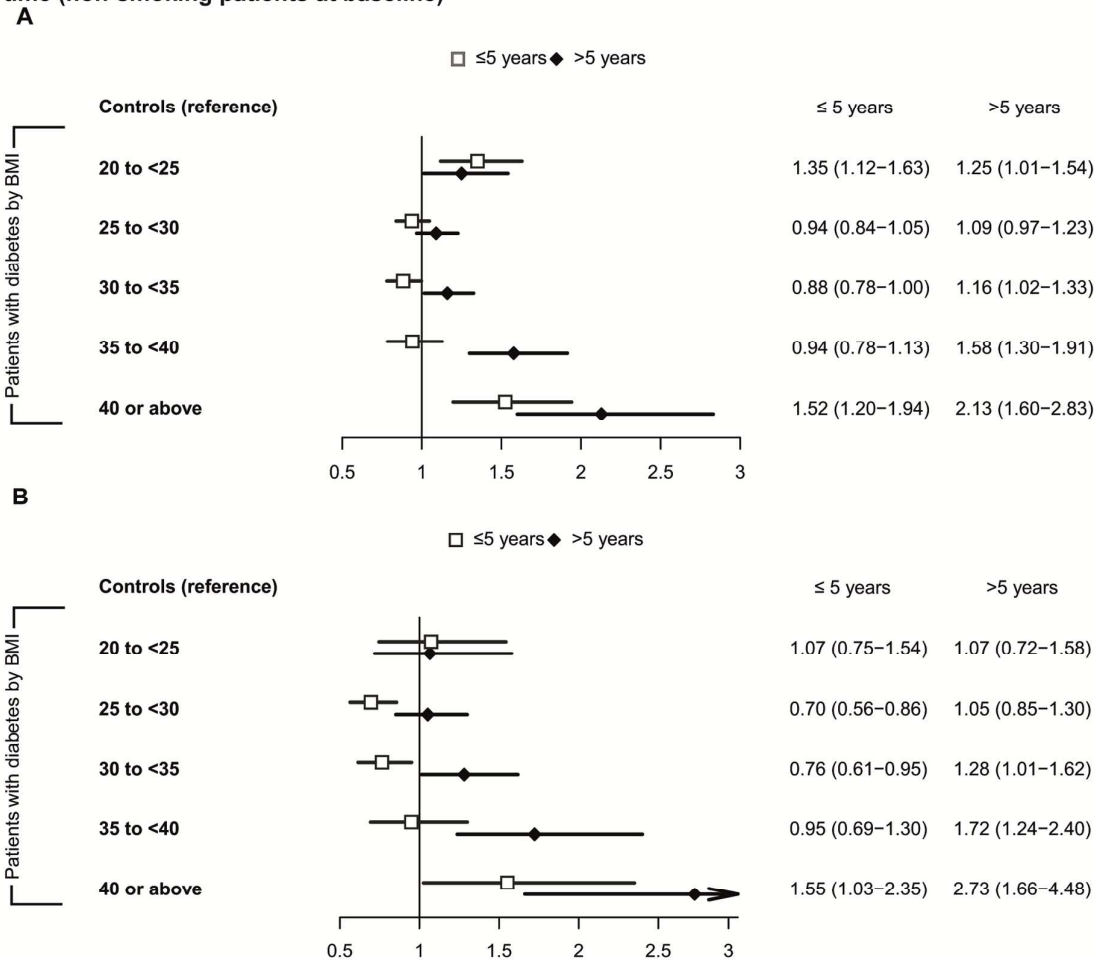 time (non-smoking patients at baseline)
A
≤5 years >5 years
Controls (reference) ≤ 5 years >5 years
Patients with diabetes by BMI
20 to <25 1.35 (1.12−1.63) 1.25 (1.01−1.54)
25 to <30 0.94 (0.84−1.05) 1.09 (0.97−1.23)
30 to <35 0.88 (0.78−1.00) 1.16 (1.02−1.33)
35 to <40 0.94 (0.78−1.13) 1.58 (1.30−1.91)
40 or above 1.52 (1.20−1.94) 2.13 (1.60−2.83)
0.5 1 1.5 2 2.5 3
B
≤5 years >5 years
Controls (reference) ≤ 5 years >5 years
Patients with diabetes by BMI
20 to <25 1.07 (0.75−1.54) 1.07 (0.72−1.58)
25 to <30 0.70 (0.56−0.86) 1.05 (0.85−1.30)
30 to <35 0.76 (0.61−0.95) 1.28 (1.01−1.62)
35 to <40 0.95 (0.69−1.30) 1.72 (1.24−2.40)
40 or above 1.55 (1.03−2.35) 2.73 (1.66−4.48)
0.5 1 1.5 2 2.5 3